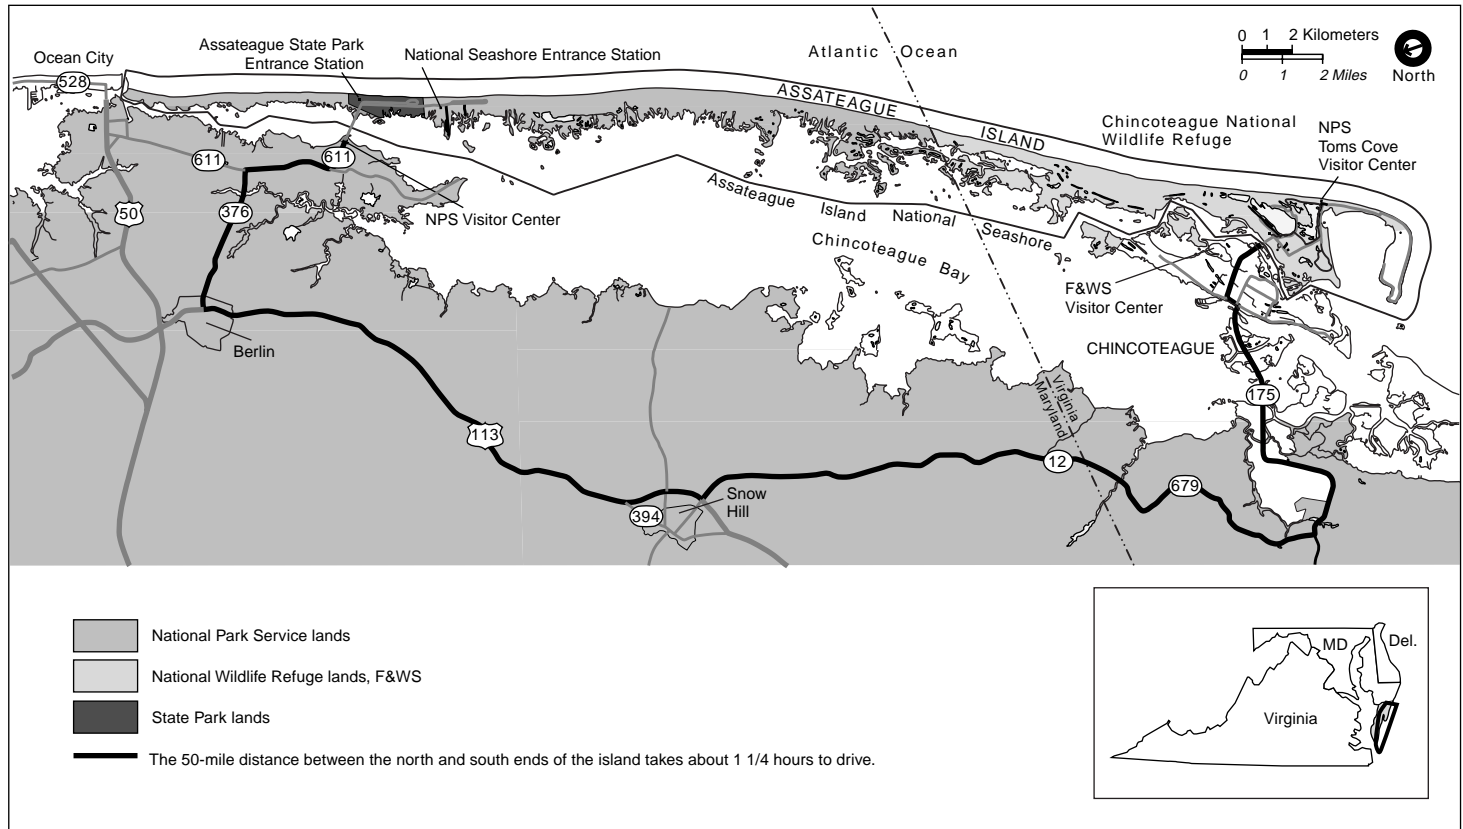 Ocean City
528
Assateague State Park
Entrance Station
National Seashore Entrance Station
Atlantic Ocean
0 1 2 Kilometers
0 1 2 Miles
North
ASSATEAGUE ISLAND
Chincoteague National
Wildlife Refuge
NPS
Toms Cove
Visitor Center
611
611
50
376
NPS Visitor Center
Assateague Island National Seashore
Chincoteague Bay
F&WS
Visitor Center
Berlin
CHINCOTEAGUE
Virginia
Maryland
175
113
12
679
Snow
Hill
394
National Park Service lands
National Wildlife Refuge lands, F&WS
State Park lands
The 50-mile distance between the north and south ends of the island takes about 1 1/4 hours to drive.
MD
Del.
Virginia